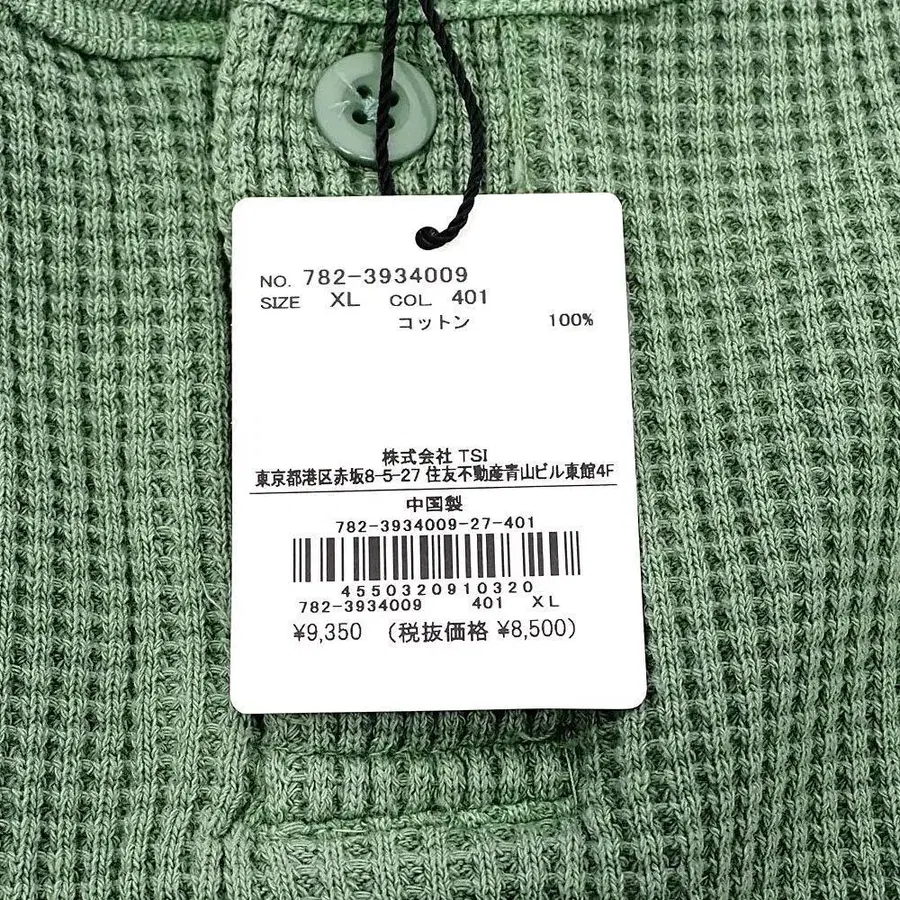 NO. 782-3934009
SIZE XL COL 401
コットン 100%
株式会社 TSI
東京都港区赤坂8-5-27 住友不動産青山ビル東館4F
中国製
782-3934009-27-401
4550320910320
782-3934009 401 XL
¥9,350 (税抜価格 ¥8,500)